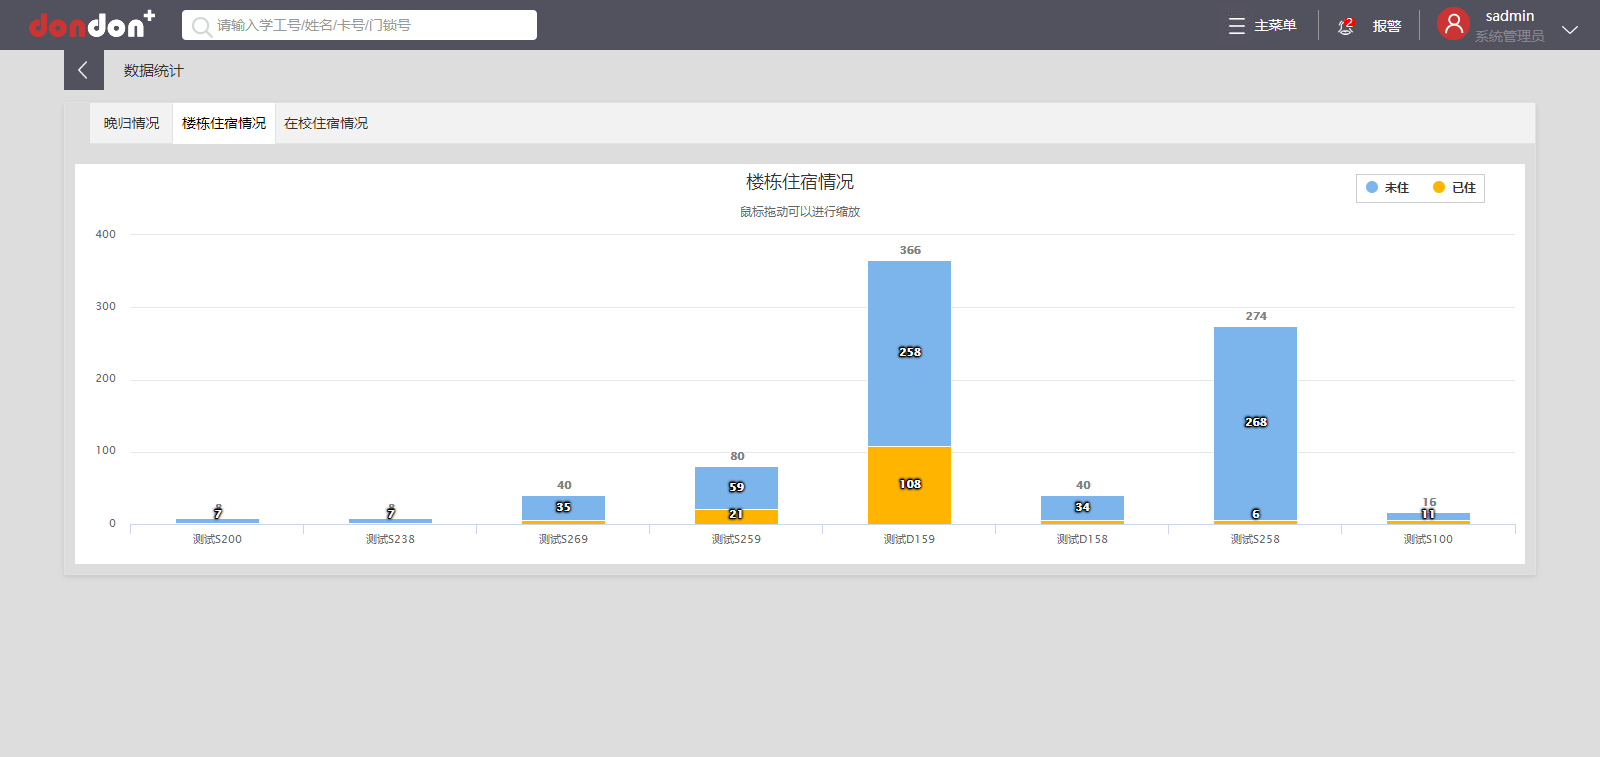 dondon+
请输入学工号/姓名/卡号/门锁号
主菜单
2
报警
sadmin
系统管理员
数据统计
晚归情况 楼栋住宿情况 在校住宿情况
楼栋住宿情况
鼠标拖动可以进行缩放
未住 已住
400
300
200
100
0
7
7
40
35
80
59
21
366
258
108
40
34
274
268
6
16
11
测试S200 测试S238 测试S269 测试S259 测试D159 测试D158 测试S258 测试S100